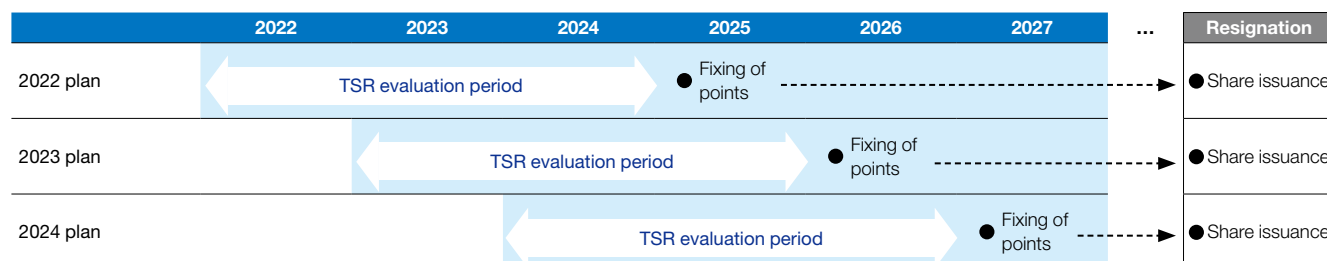 2022 2023 2024 2025 2026 2027 ... Resignation
2022 plan
TSR evaluation period
Fixing of
points
Share issuance
2023 plan
TSR evaluation period
Fixing of
points
Share issuance
2024 plan
TSR evaluation period
Fixing of
points
Share issuance